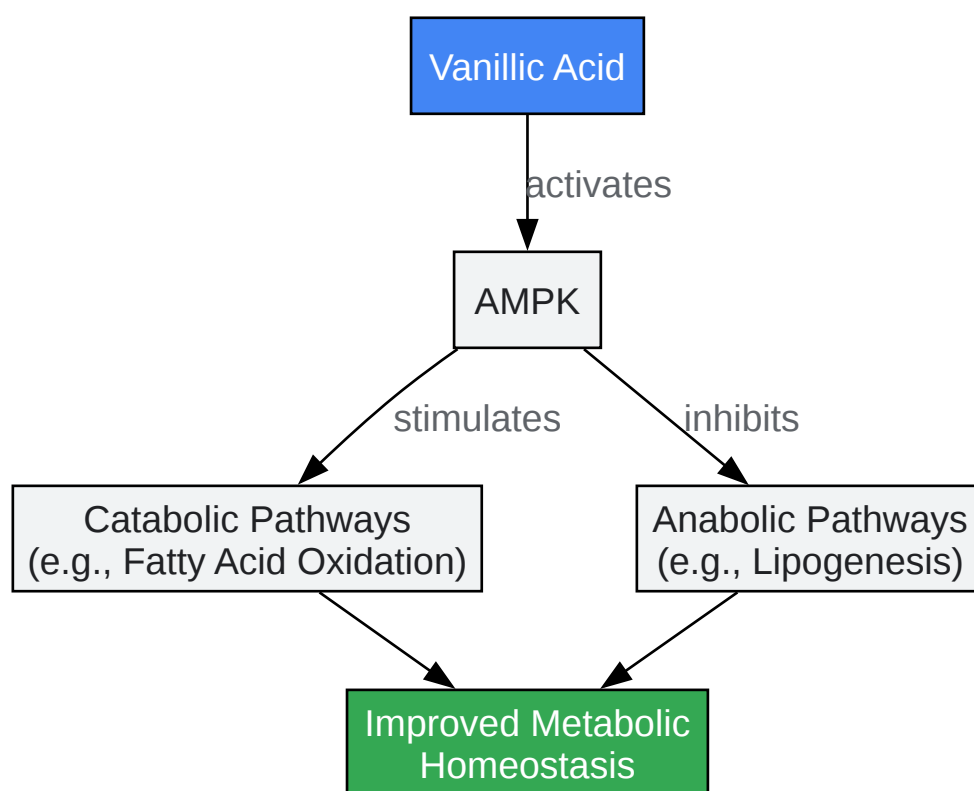 Vanillic Acid
activates
AMPK
stimulates
inhibits
Catabolic Pathways
(e.g., Fatty Acid Oxidation)
Anabolic Pathways
(e.g., Lipogenesis)
Improved Metabolic
Homeostasis